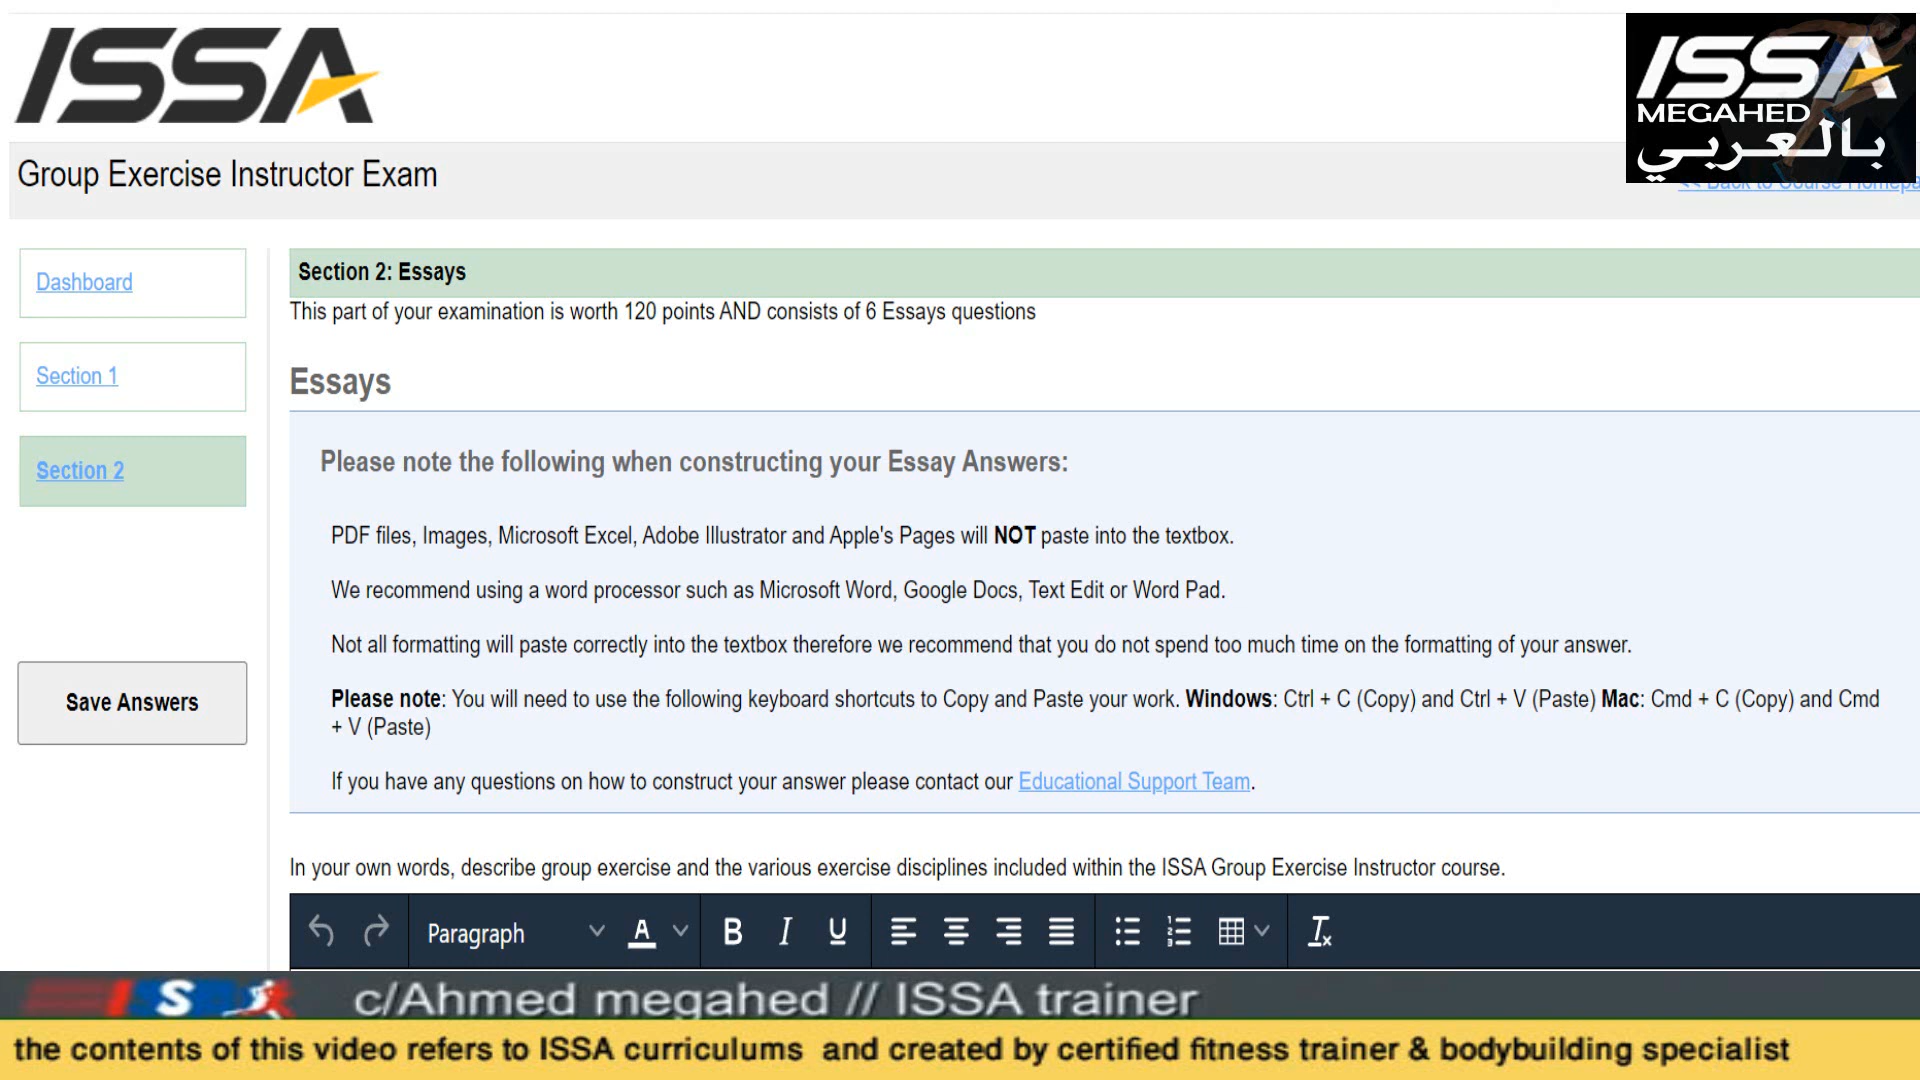 ISSA
ISSA
MEGAHED
بالعربي
Group Exercise Instructor Exam
<< Back to Course Homepa
Dashboard
Section 1
Section 2
Save Answers
Section 2: Essays
This part of your examination is worth 120 points AND consists of 6 Essays questions
Essays
Please note the following when constructing your Essay Answers:
PDF files, Images, Microsoft Excel, Adobe Illustrator and Apple's Pages will NOT paste into the textbox.
We recommend using a word processor such as Microsoft Word, Google Docs, Text Edit or Word Pad.
Not all formatting will paste correctly into the textbox therefore we recommend that you do not spend too much time on the formatting of your answer.
Please note: You will need to use the following keyboard shortcuts to Copy and Paste your work. Windows: Ctrl + C (Copy) and Ctrl + V (Paste) Mac: Cmd + C (Copy) and Cmd
+ V (Paste)
If you have any questions on how to construct your answer please contact our Educational Support Team.
In your own words, describe group exercise and the various exercise disciplines included within the ISSA Group Exercise Instructor course.
Paragraph
c/Ahmed megahed // ISSA trainer
the contents of this video refers to ISSA curriculums and created by certified fitness trainer & bodybuilding specialist